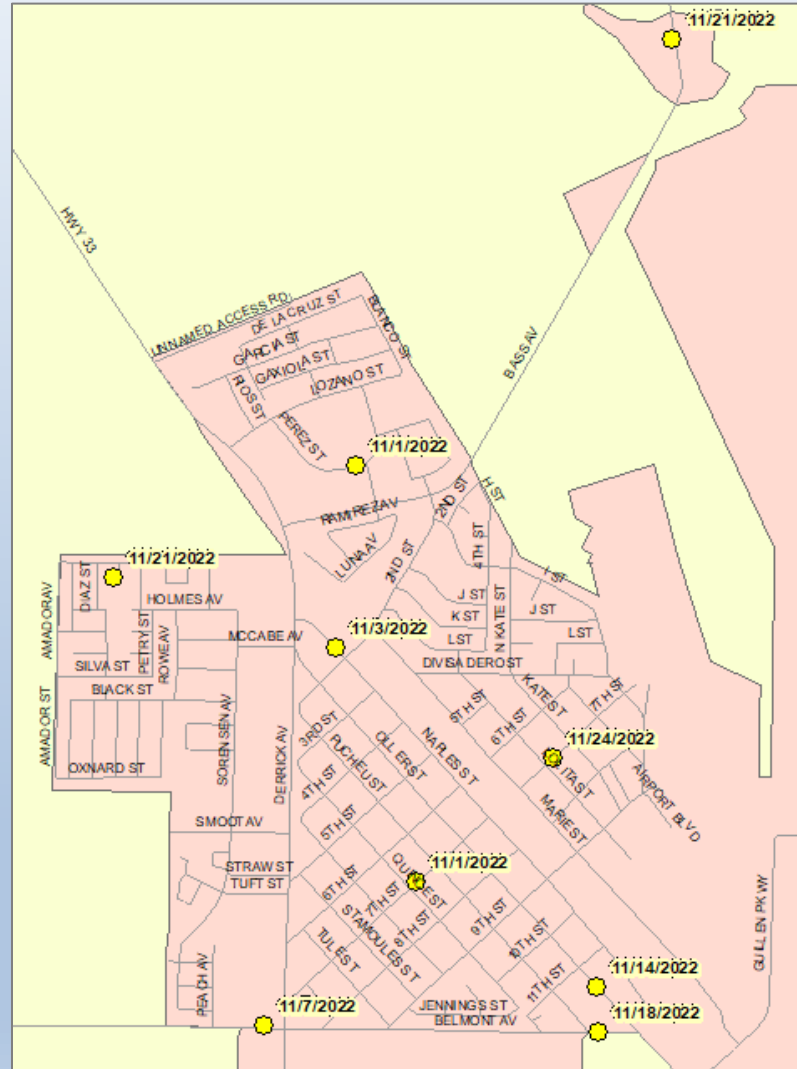 11/21/2022
HWY 33
UNNAMED ACCESS RD
DE LA CRUZ ST
BLANCO ST
GARCIA ST
GAXIOLA ST
RIOS ST
LOZANO ST
BASS AV
PEREZ ST
11/1/2022
2ND ST
H ST
RAMIREZ AV
4TH ST
LUNA AV
2ND ST
11/21/2022
I ST
DIAZ ST
AMADOR AV
HOLMES AV
J ST
J ST
K ST
N KATE ST
PETRY ST
ROWE AV
11/3/2022
MCCABE AV
L ST
L ST
SILVA ST
DIVISADERO ST
BLACK ST
KATE ST
7TH ST
5TH ST
6TH ST
AMADOR ST
SORENSEN AV
DERRICK AV
3RD ST
OLLER ST
NAPLES ST
11/24/2022
PUCHEU ST
ITA ST
OXNARD ST
4TH ST
MARIE ST
AIRPORT BLVD
SMOOT AV
5TH ST
STRAW ST
TUFT ST
6TH ST
7TH ST
11/1/2022
8TH ST
9TH ST
STAMOULES ST
TULE ST
10TH ST
GUILLEN PKWY
11TH ST
11/14/2022
PEACH AV
11/7/2022
JENNINGS ST
BELMONT AV
11/18/2022